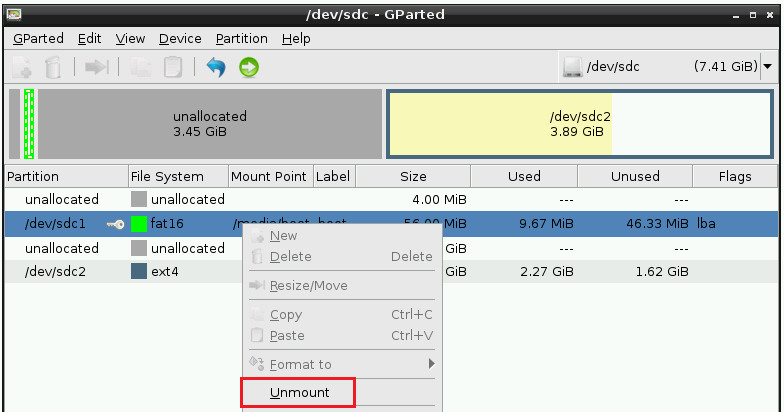 /dev/sdc - GParted
GParted Edit View Device Partition Help
/dev/sdc (7.41 GiB)
unallocated
3.45 GiB
/dev/sdc2
3.89 GiB
Partition File System Mount Point Label Size Used Unused Flags
unallocated unallocated 4.00 MiB --- ---
/dev/sdc1 fat16 /media/boot boot 56.00 MiB 9.67 MiB 46.33 MiB lba
unallocated unallocated GiB --- ---
/dev/sdc2 ext4 GiB 2.27 GiB 1.62 GiB
New
Delete Delete
Resize/Move
Copy Ctrl+C
Paste Ctrl+V
Format to
Unmount